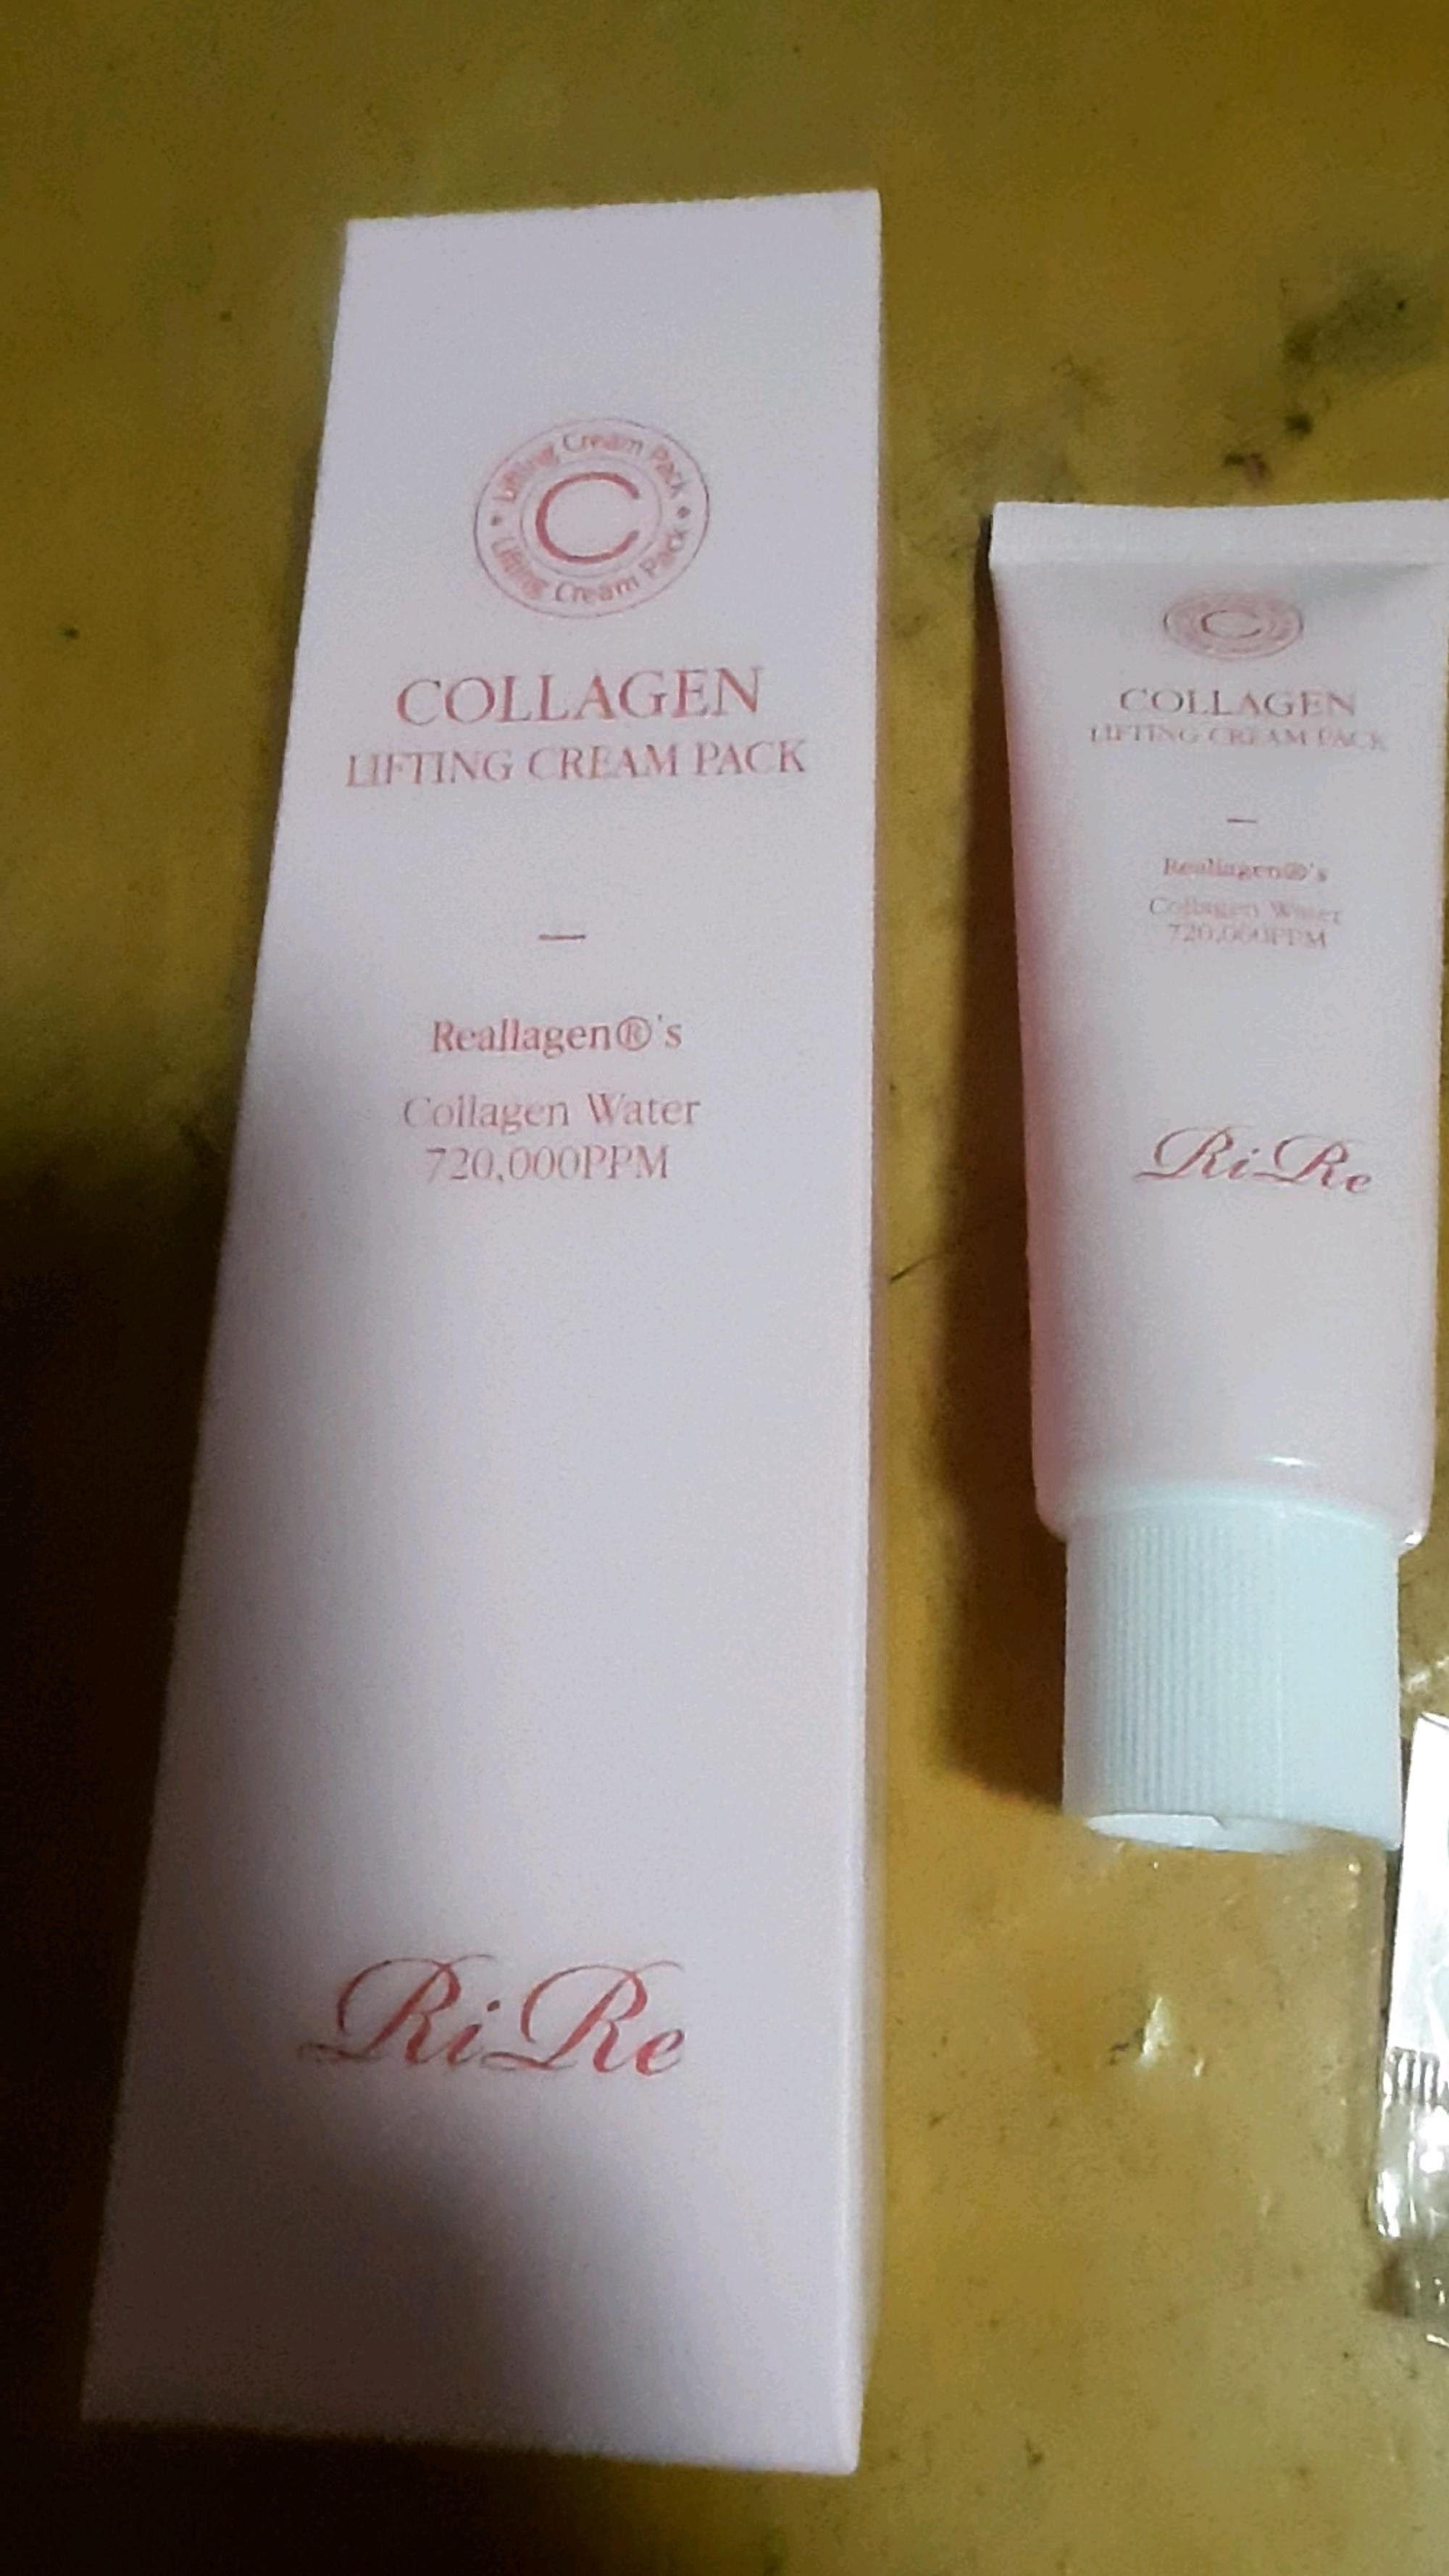 Lifting Cream Pack
Lifting Cream Pack
C
COLLAGEN
LIFTING CREAM PACK
Reallagen®'s
Collagen Water
720,000PPM
RiRe
C
COLLAGEN
LIFTING CREAM PACK
Reallagen®'s
Collagen Water
720,000PPM
RiRe